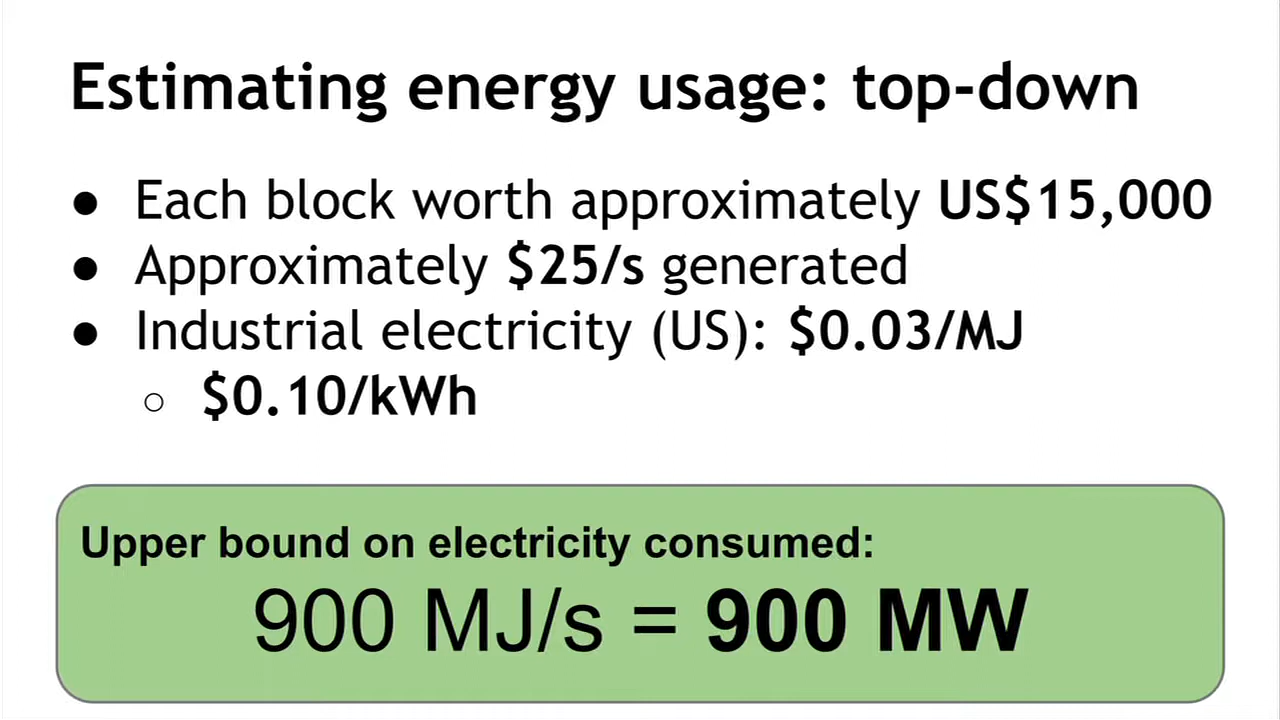 Estimating energy usage: top-down
● Each block worth approximately US$15,000
● Approximately $25/s generated
● Industrial electricity (US): $0.03/MJ
○ $0.10/kWh
Upper bound on electricity consumed:
900 MJ/s = 900 MW